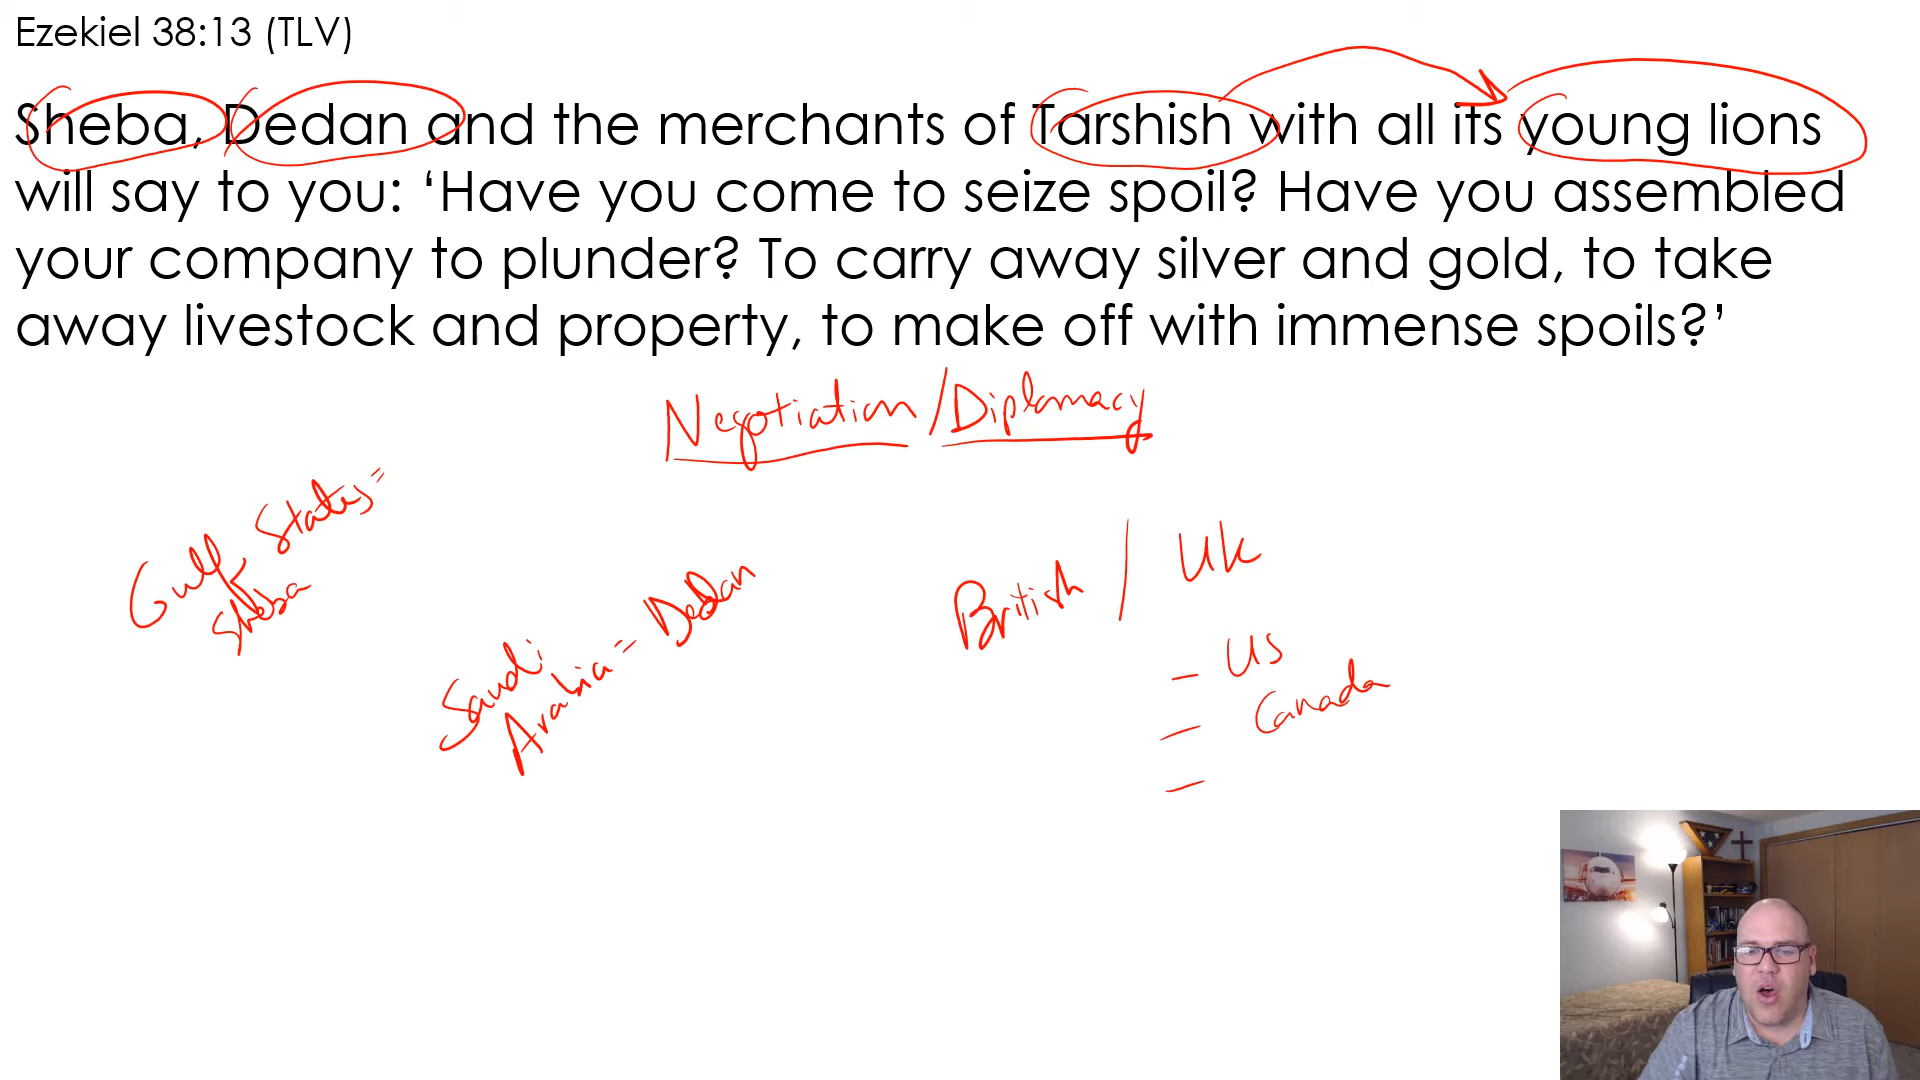 Ezekiel 38:13 (TLV)
Sheba, Dedan and the merchants of Tarshish with all its young lions
will say to you: ‘Have you come to seize spoil? Have you assembled
your company to plunder? To carry away silver and gold, to take
away livestock and property, to make off with immense spoils?’
Negotiation/Diplomacy
Gulf States =
Sheba
Saudi
Arabia = Dedan
British / UK
– US
– Canada
–